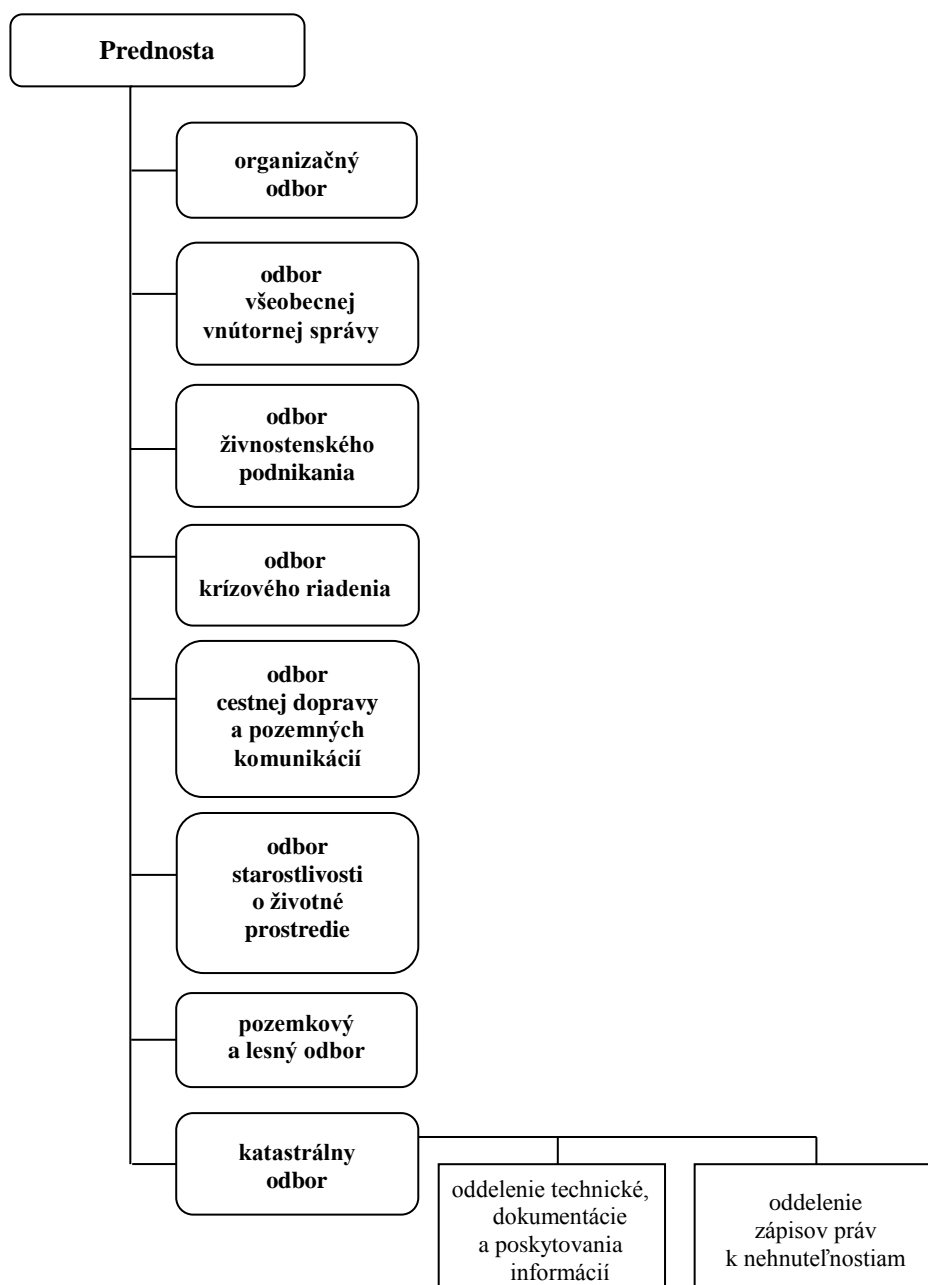 Prednosta
organizačný
odbor
odbor
všeobecnej
vnútornej správy
odbor
živnostenského
podnikania
odbor
krízového riadenia
odbor
cestnej dopravy
a pozemných
komunikácií
odbor
starostlivosti
o životné
prostredie
pozemkový
a lesný odbor
katastrálny
odbor
oddelenie technické,
dokumentácie
a poskytovania
informácií
oddelenie
zápisov práv
k nehnuteľnostiam